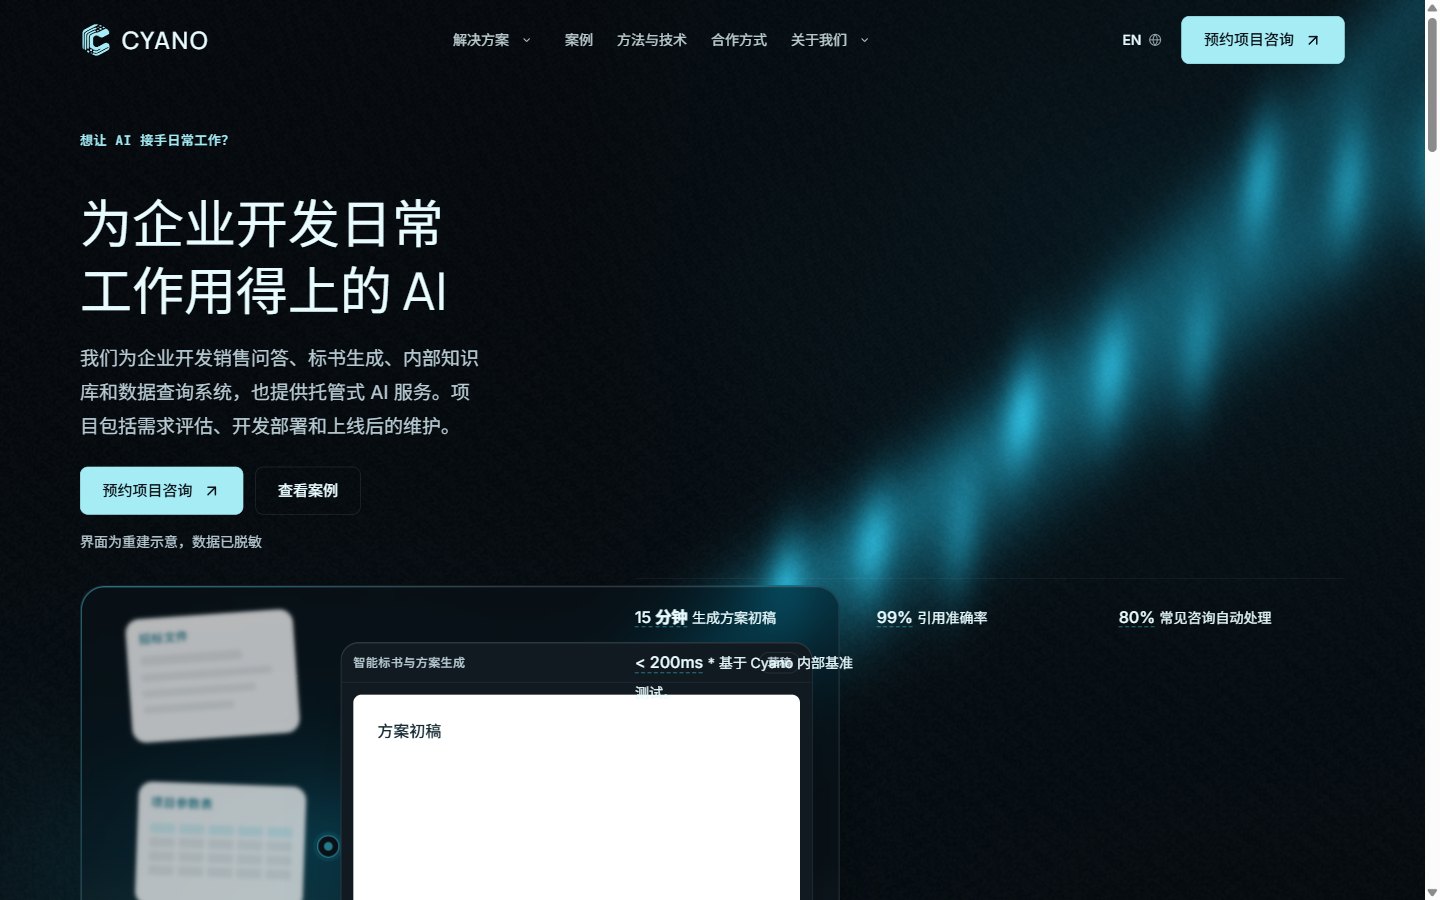 CYANO
解决方案
案例
方法与技术
合作方式
关于我们
EN
预约项目咨询
想让 AI 接手日常工作?
为企业开发日常
工作用得上的 AI
我们为企业开发销售问答、标书生成、内部知识
库和数据查询系统，也提供托管式 AI 服务。项
目包括需求评估、开发部署和上线后的维护。
预约项目咨询
查看案例
界面为重建示意，数据已脱敏
15 分钟 生成方案初稿
99% 引用准确率
80% 常见咨询自动处理
< 200ms * 基于 Cyano 内部基准
测试。
招标文件
智能标书与方案生成
方案初稿
项目参数表